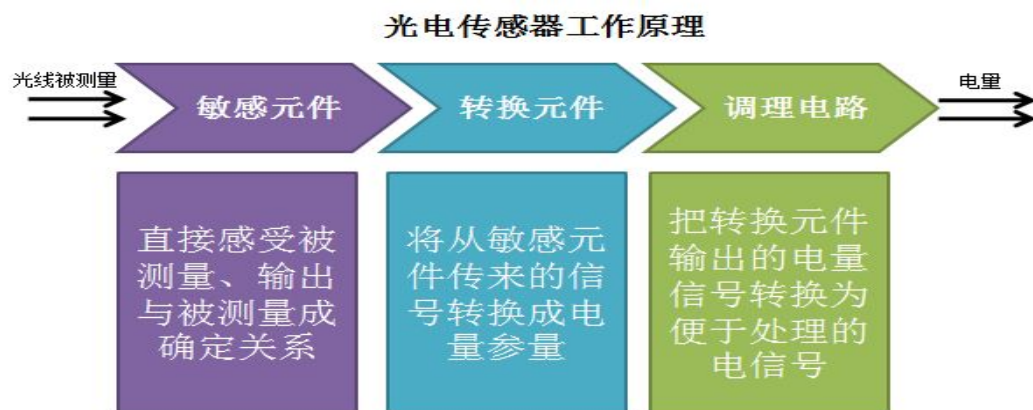 光电传感器工作原理
光线被测量
敏感元件
转换元件
调理电路
电量
直接感受被
测量、输出
与被测量成
确定关系
将从敏感元
件传来的信
号转换成电
量参量
把转换元件
输出的电量
信号转换为
便于处理的
电信号